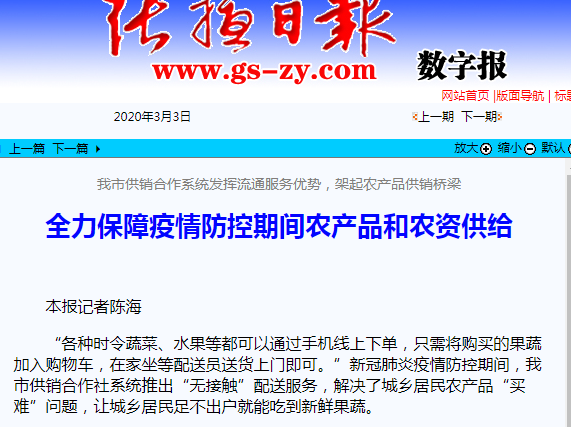 张掖日报
www.gs-zy.com
数字报
网站首页 |版面导航 | 标
2020年3月3日
上一期 下一期
上一篇 下一篇
放大 缩小 默认
我市供销合作系统发挥流通服务优势，架起农产品供销桥梁
全力保障疫情防控期间农产品和农资供给
本报记者陈海
“各种时令蔬菜、水果等都可以通过手机线上下单，只需将购买的果蔬
加入购物车，在家坐等配送员送货上门即可。”新冠肺炎疫情防控期间，我
市供销合作社系统推出“无接触”配送服务，解决了城乡居民农产品“买
难”问题，让城乡居民足不出户就能吃到新鲜果蔬。